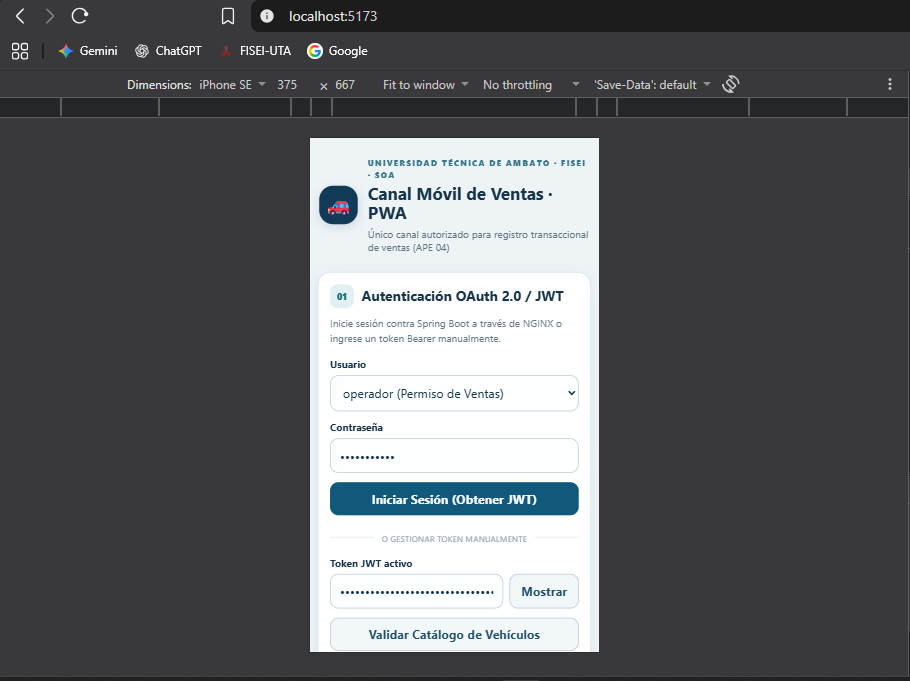 localhost:5173
Gemini ChatGPT FISEI-UTA Google
Dimensions: iPhone SE 375 × 667 Fit to window No throttling 'Save-Data': default
UNIVERSIDAD TÉCNICA DE AMBATO · FISEI
· SOA
Canal Móvil de Ventas ·
PWA
Único canal autorizado para registro transaccional
de ventas (APE 04)
01 Autenticación OAuth 2.0 / JWT
Inicie sesión contra Spring Boot a través de NGINX o
ingrese un token Bearer manualmente.
Usuario
operador (Permiso de Ventas)
Contraseña
Iniciar Sesión (Obtener JWT)
O GESTIONAR TOKEN MANUALMENTE
Token JWT activo
Mostrar
Validar Catálogo de Vehículos